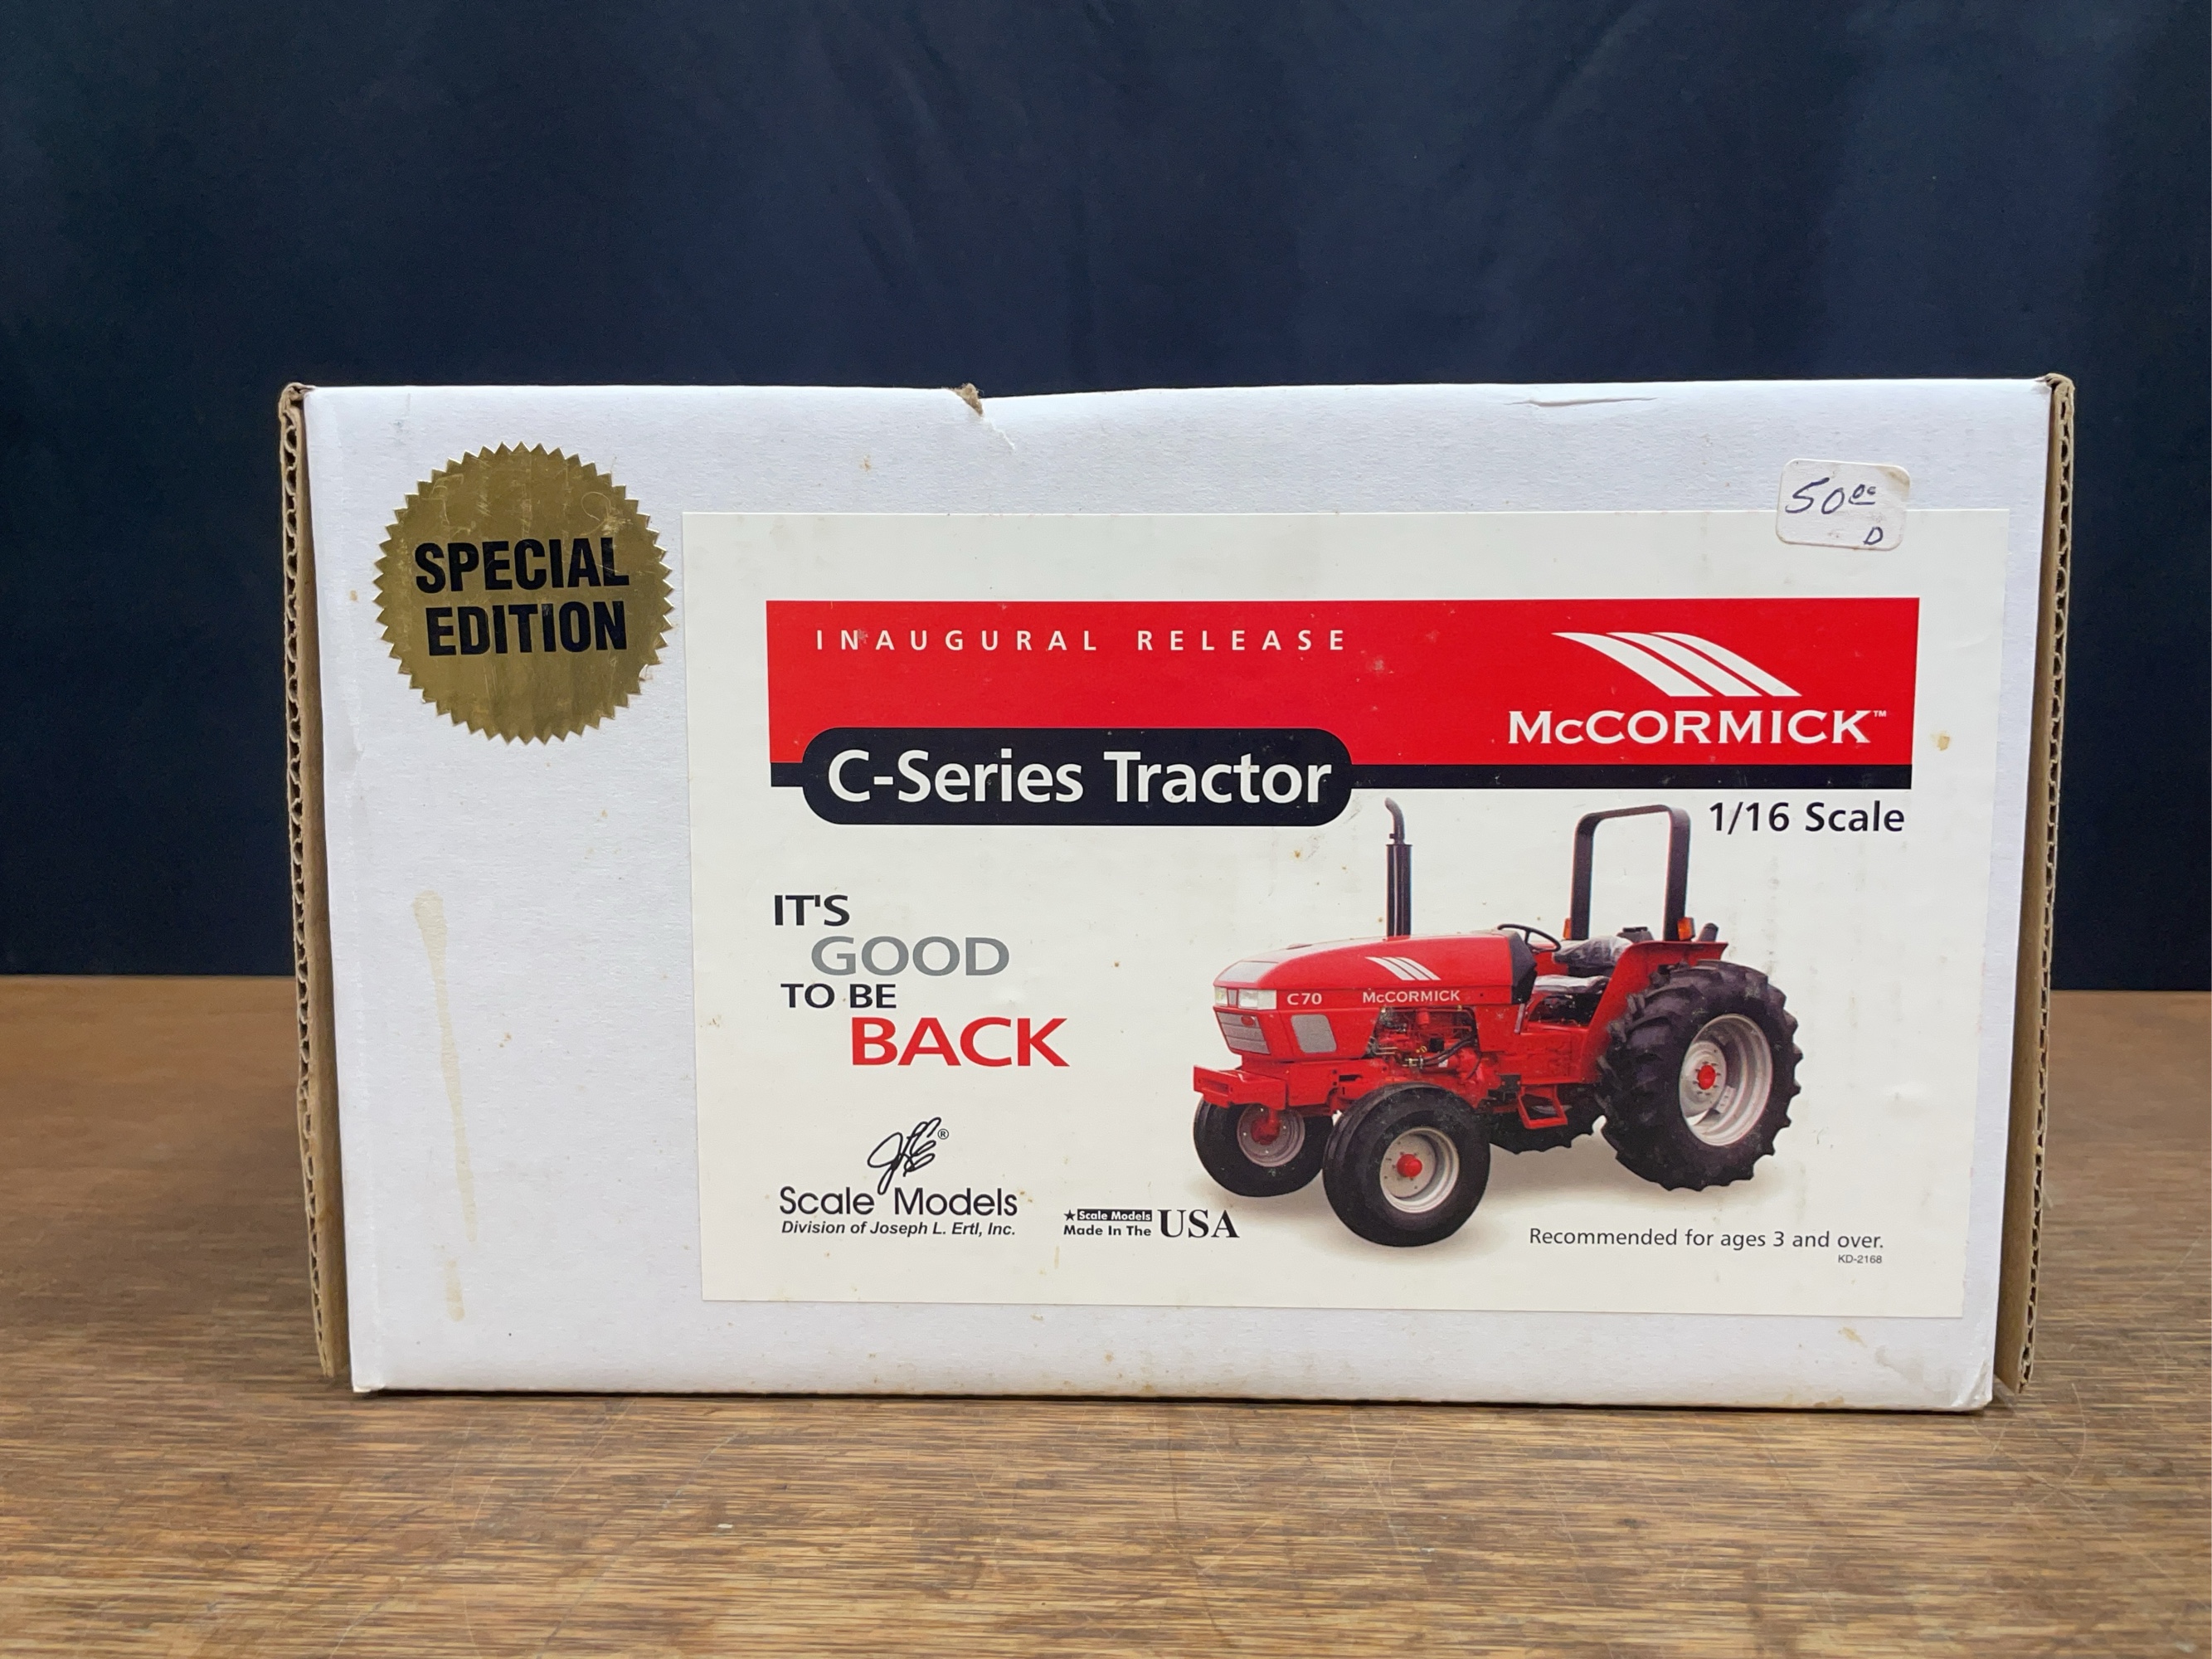 SPECIAL
EDITION
50.00
D
INAUGURAL RELEASE
McCORMICK™
C-Series Tractor
1/16 Scale
IT'S
GOOD
TO BE
BACK
C70 McCORMICK
®
Scale Models
Division of Joseph L. Ertl, Inc.
★Scale Models
Made In The USA
Recommended for ages 3 and over.
KD-2168